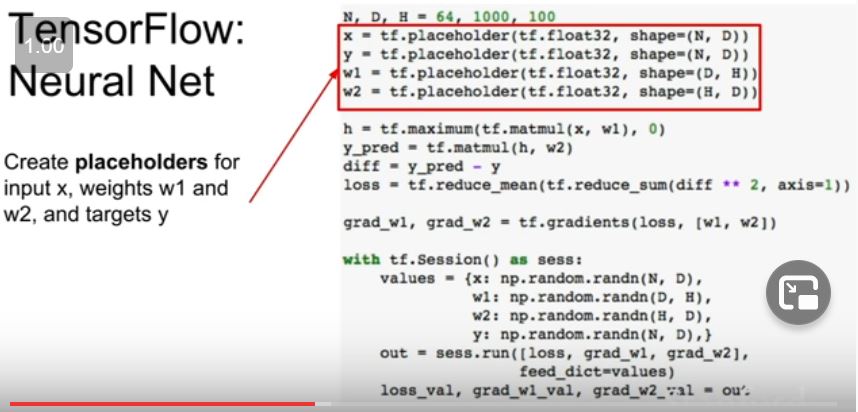 TensorFlow:
Neural Net
1.00
Create placeholders for
input x, weights w1 and
w2, and targets y
N, D, H = 64, 1000, 100
x = tf.placeholder(tf.float32, shape=(N, D))
y = tf.placeholder(tf.float32, shape=(N, D))
w1 = tf.placeholder(tf.float32, shape=(D, H))
w2 = tf.placeholder(tf.float32, shape=(H, D))
h = tf.maximum(tf.matmul(x, w1), 0)
y_pred = tf.matmul(h, w2)
diff = y_pred - y
loss = tf.reduce_mean(tf.reduce_sum(diff ** 2, axis=1))
grad_w1, grad_w2 = tf.gradients(loss, [w1, w2])
with tf.Session() as sess:
values = {x: np.random.randn(N, D),
w1: np.random.randn(D, H),
w2: np.random.randn(H, D),
y: np.random.randn(N, D),}
out = sess.run([loss, grad_w1, grad_w2],
feed_dict=values)
loss_val, grad_w1_val, grad_w2_val =